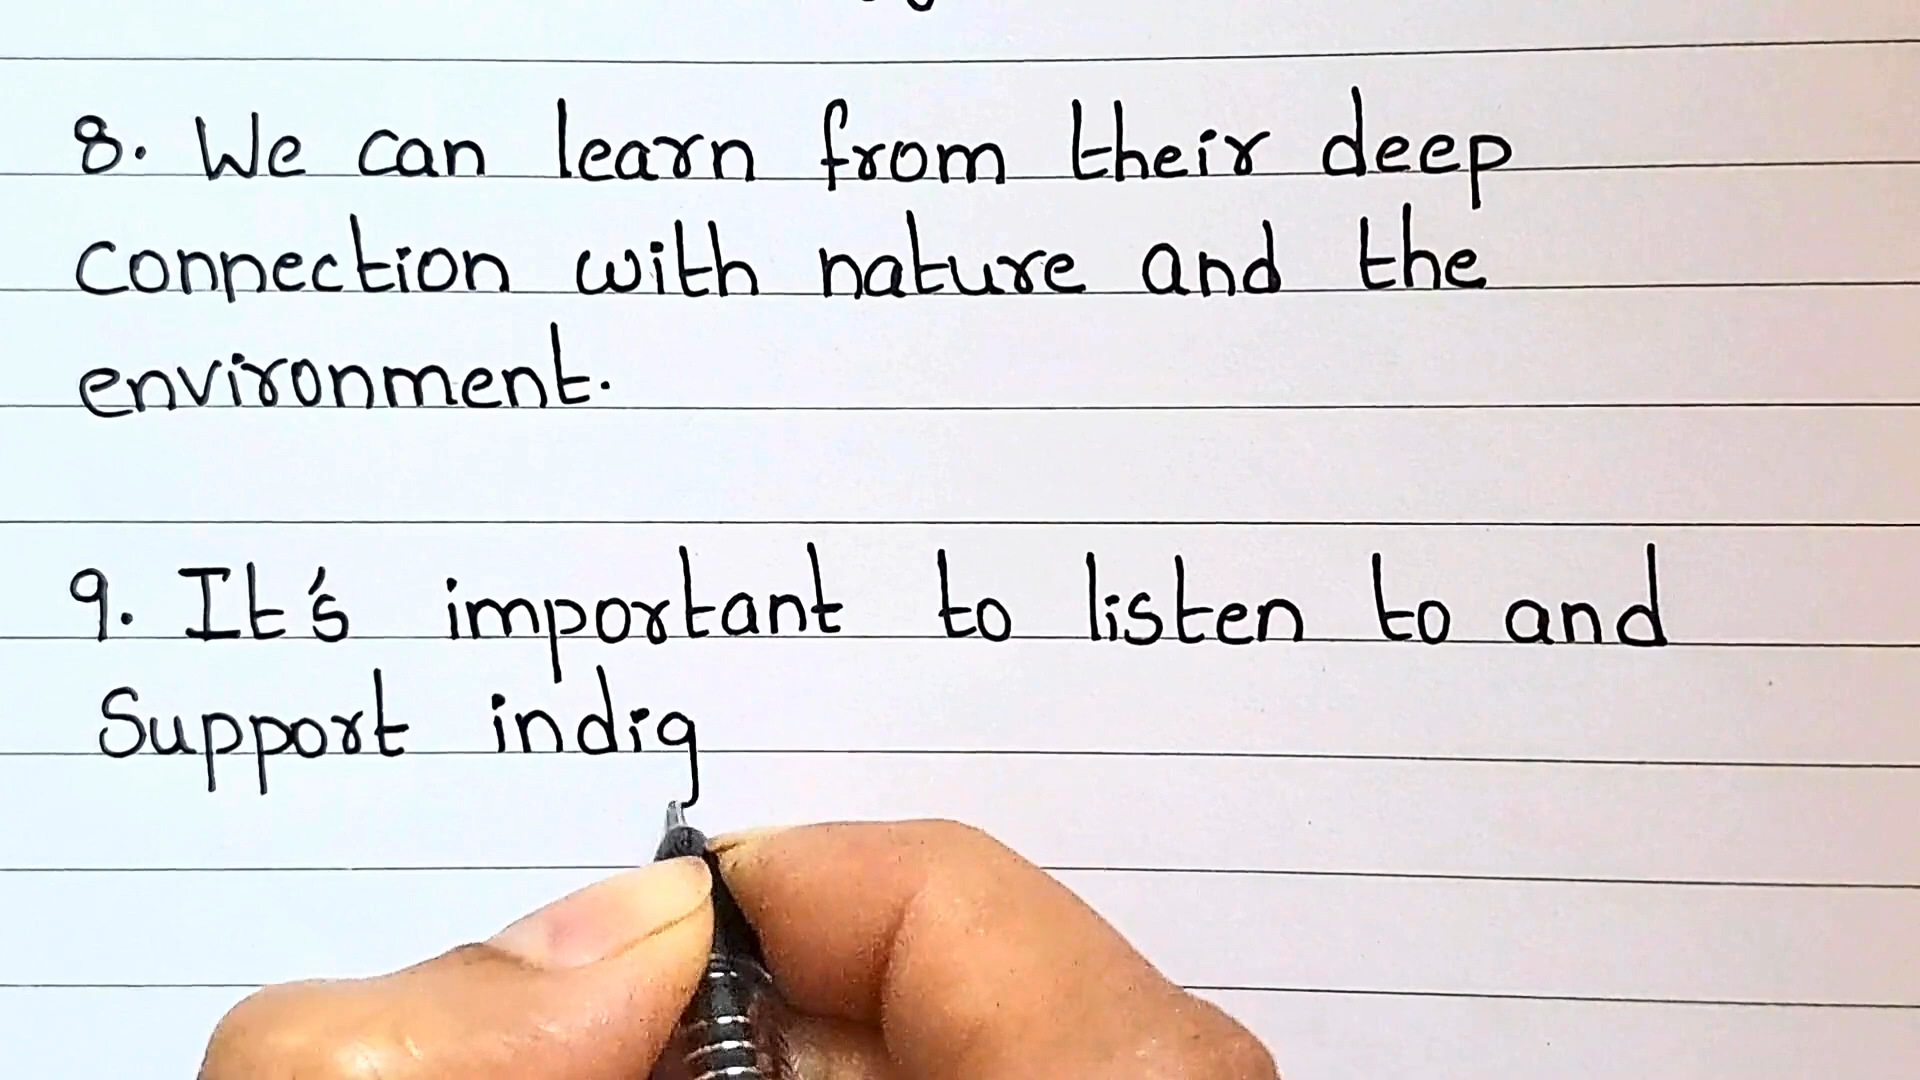 8. We can learn from their deep
connection with nature and the
environment.
9. It's important to listen to and
Support indig